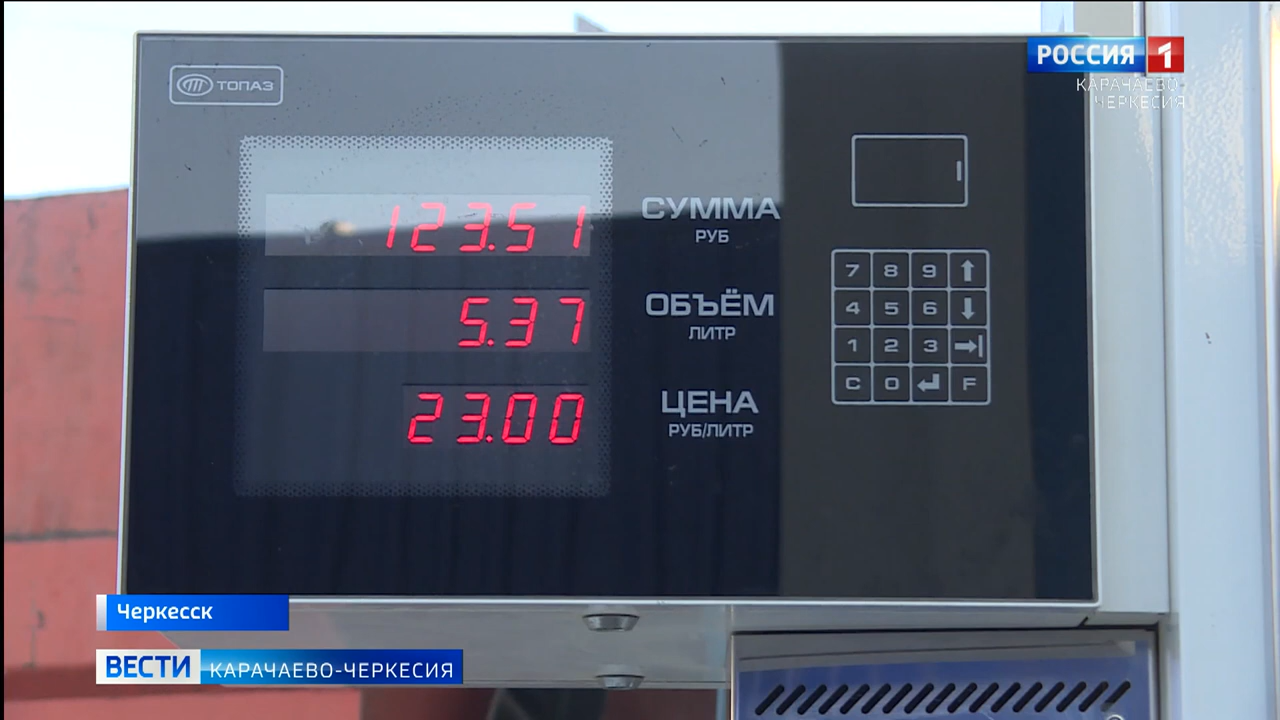 ТОПАЗ
РОССИЯ 1
КАРАЧАЕВО-
ЧЕРКЕСИЯ
123.51
СУММА
РУБ
5.37
ОБЪЁМ
ЛИТР
23.00
ЦЕНА
РУБ/ЛИТР
7 8 9 ↑
4 5 6 ↓
1 2 3 →|
C 0 ↵ F
Черкесск
ВЕСТИ КАРАЧАЕВО-ЧЕРКЕСИЯ